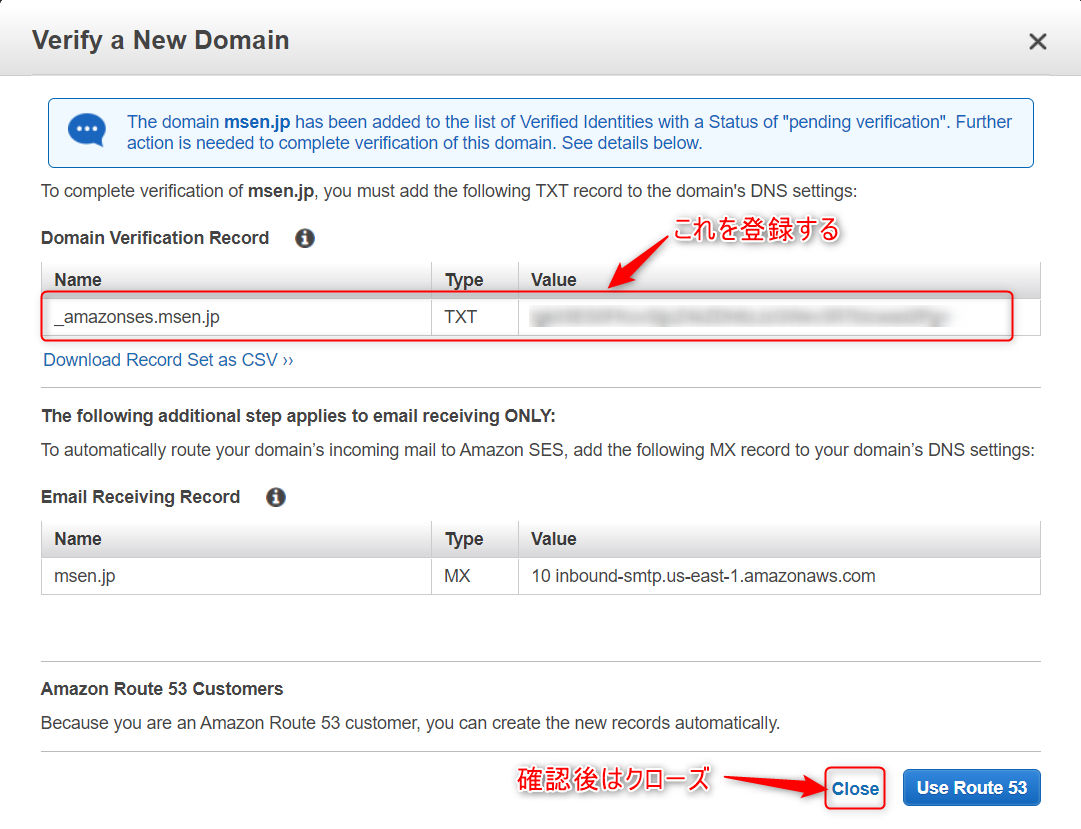 Verify a New Domain
The domain msen.jp has been added to the list of Verified Identities with a Status of "pending verification". Further
action is needed to complete verification of this domain. See details below.
To complete verification of msen.jp, you must add the following TXT record to the domain's DNS settings:
これを登録する
Domain Verification Record
Name Type Value
_amazonses.msen.jp TXT
Download Record Set as CSV ››
The following additional step applies to email receiving ONLY:
To automatically route your domain’s incoming mail to Amazon SES, add the following MX record to your domain’s DNS settings:
Email Receiving Record
Name Type Value
msen.jp MX 10 inbound-smtp.us-east-1.amazonaws.com
Amazon Route 53 Customers
Because you are an Amazon Route 53 customer, you can create the new records automatically.
確認後はクローズ
Close Use Route 53